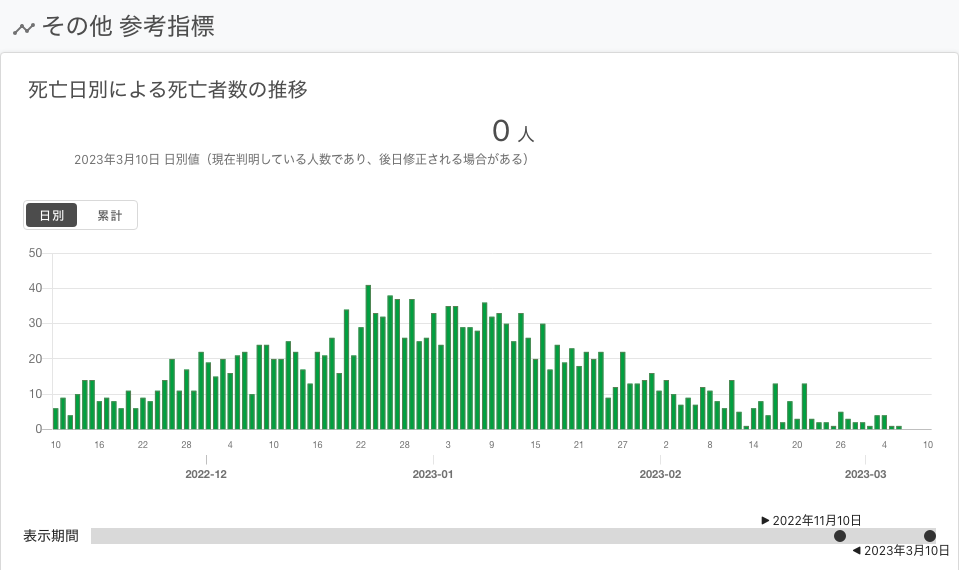 その他 参考指標
死亡日別による死亡者数の推移
0 人
2023年3月10日 日別値（現在判明している人数であり、後日修正される場合がある）
日別 累計
50
40
30
20
10
0
10 16 22 28 4 10 16 22 28 3 9 15 21 27 2 8 14 20 26 4 10
2022-12 2023-01 2023-02 2023-03
►2022年11月10日
表示期間
◄2023年3月10日